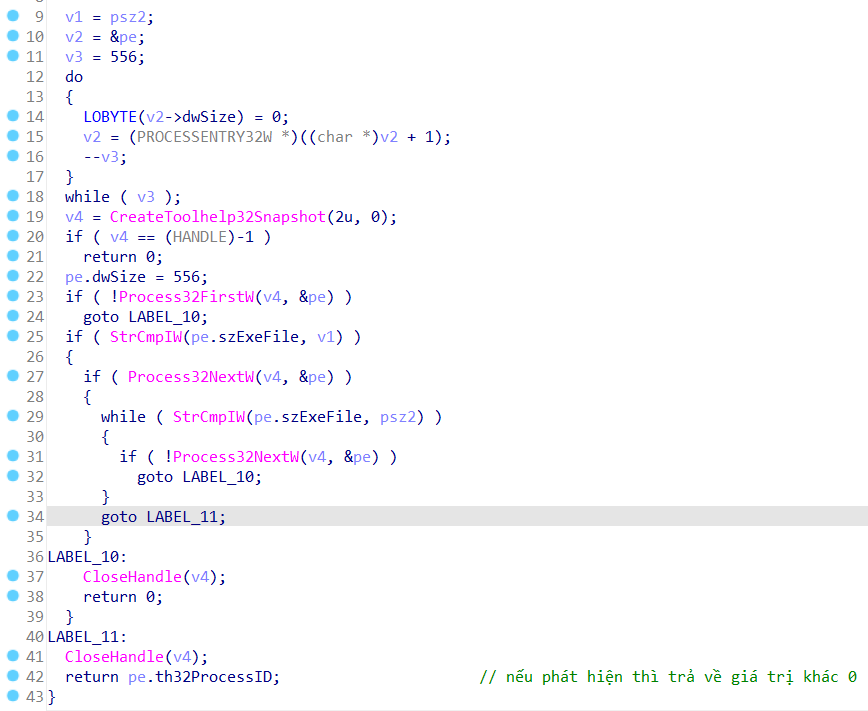 9 v1 = psz2;
10 v2 = &pe;
11 v3 = 556;
12 do
13 {
14 LOBYTE(v2->dwSize) = 0;
15 v2 = (PROCESSENTRY32W *)((char *)v2 + 1);
16 --v3;
17 }
18 while ( v3 );
19 v4 = CreateToolhelp32Snapshot(2u, 0);
20 if ( v4 == (HANDLE)-1 )
21 return 0;
22 pe.dwSize = 556;
23 if ( !Process32FirstW(v4, &pe) )
24 goto LABEL_10;
25 if ( StrCmpIW(pe.szExeFile, v1) )
26 {
27 if ( Process32NextW(v4, &pe) )
28 {
29 while ( StrCmpIW(pe.szExeFile, psz2) )
30 {
31 if ( !Process32NextW(v4, &pe) )
32 goto LABEL_10;
33 }
34 goto LABEL_11;
35 }
36 LABEL_10:
37 CloseHandle(v4);
38 return 0;
39 }
40 LABEL_11:
41 CloseHandle(v4);
42 return pe.th32ProcessID; // nếu phát hiện thì trả về giá trị khác 0
43 }